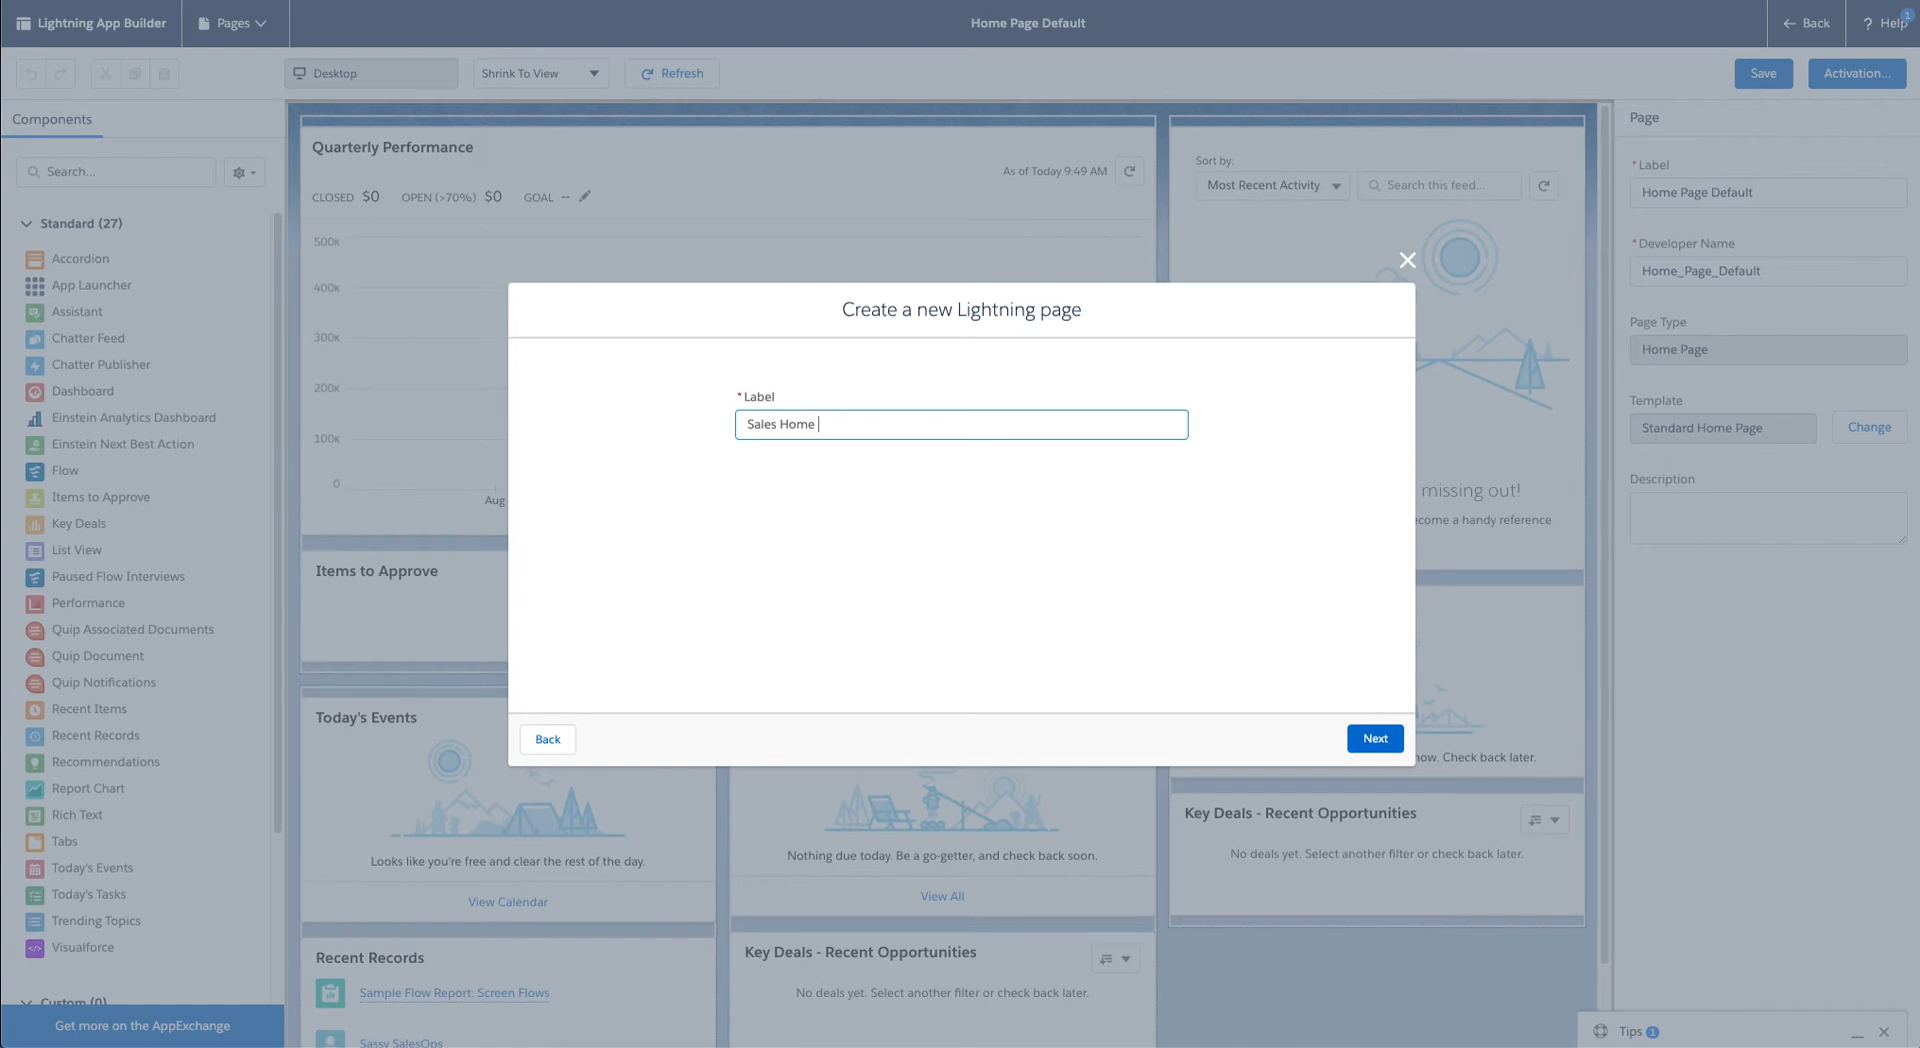 Lightning App Builder
Pages
Home Page Default
Back
Help
1
Desktop
Shrink To View
Refresh
Save
Activation...
Components
Search...
Standard (27)
Accordion
App Launcher
Assistant
Chatter Feed
Chatter Publisher
Dashboard
Einstein Analytics Dashboard
Einstein Next Best Action
Flow
Items to Approve
Key Deals
List View
Paused Flow Interviews
Performance
Quip Associated Documents
Quip Document
Quip Notifications
Recent Items
Recent Records
Recommendations
Report Chart
Rich Text
Tabs
Today's Events
Today's Tasks
Trending Topics
Visualforce
Custom (0)
Get more on the AppExchange
Quarterly Performance
As of Today 9:49 AM
CLOSED $0 OPEN (>70%) $0 GOAL --
500K
400K
300K
200K
100K
0
Aug
Items to Approve
Today's Events
Looks like you're free and clear the rest of the day.
View Calendar
Recent Records
Sample Flow Report: Screen Flows
Sassy SalesOps
Nothing due today. Be a go-getter, and check back soon.
View All
Key Deals - Recent Opportunities
No deals yet. Select another filter or check back later.
Sort by:
Most Recent Activity
Search this feed...
missing out!
ecome a handy reference
now. Check back later.
Key Deals - Recent Opportunities
No deals yet. Select another filter or check back later.
Create a new Lightning page
* Label
Sales Home
Back
Next
Page
* Label
Home Page Default
* Developer Name
Home_Page_Default
Page Type
Home Page
Template
Standard Home Page
Change
Description
Tips 1